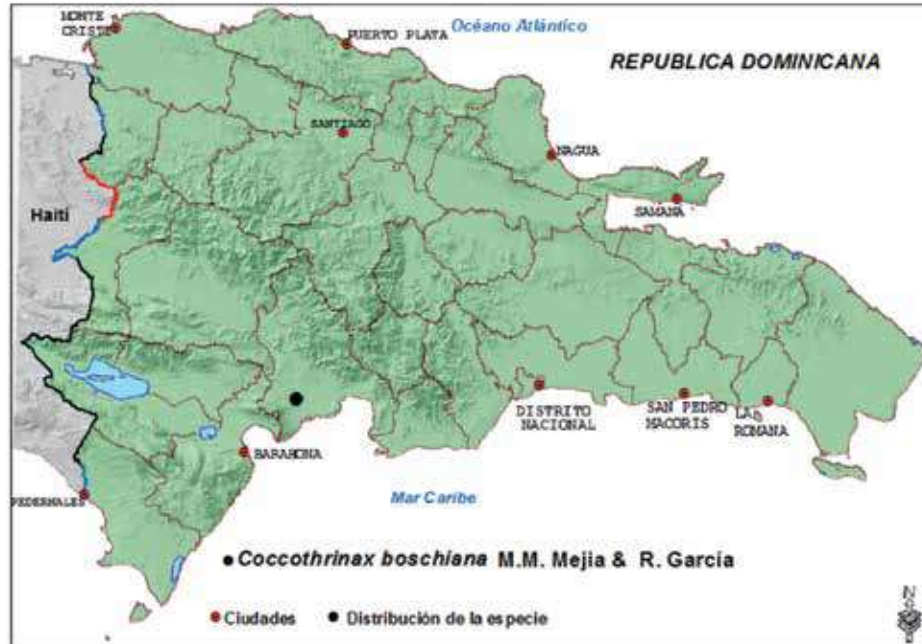 MONTE
CRISTI
PUERTO PLATA
Océano Atlántico
REPUBLICA DOMINICANA
SANTIAGO
NAGUA
SAMANA
Haití
DISTRITO
NACIONAL
SAN PEDRO
MACORIS
LA
ROMANA
BARAHONA
PEDERNALES
Mar Caribe
Coccothrinax boschiana M.M. Mejia & R. García
Ciudades
Distribución de la especie